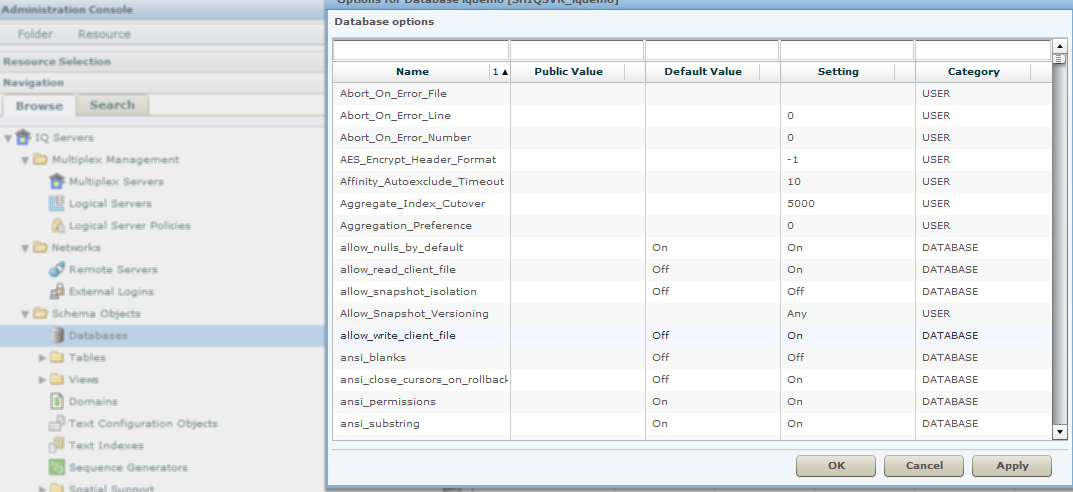 Administration Console
Folder Resource
Resource Selection
Navigation
Browse Search
IQ Servers
Multiplex Management
Multiplex Servers
Logical Servers
Logical Server Policies
Networks
Remote Servers
External Logins
Schema Objects
Databases
Tables
Views
Domains
Text Configuration Objects
Text Indexes
Sequence Generators
Spatial Support
Database options
Name 1 Public Value Default Value Setting Category
Abort_On_Error_File USER
Abort_On_Error_Line 0 USER
Abort_On_Error_Number 0 USER
AES_Encrypt_Header_Format -1 USER
Affinity_Autoexclude_Timeout 10 USER
Aggregate_Index_Cutover 5000 USER
Aggregation_Preference 0 USER
allow_nulls_by_default On On DATABASE
allow_read_client_file Off On DATABASE
allow_snapshot_isolation Off Off DATABASE
Allow_Snapshot_Versioning Any USER
allow_write_client_file Off On DATABASE
ansi_blanks Off Off DATABASE
ansi_close_cursors_on_rollback Off On DATABASE
ansi_permissions On On DATABASE
ansi_substring On On DATABASE
OK Cancel Apply